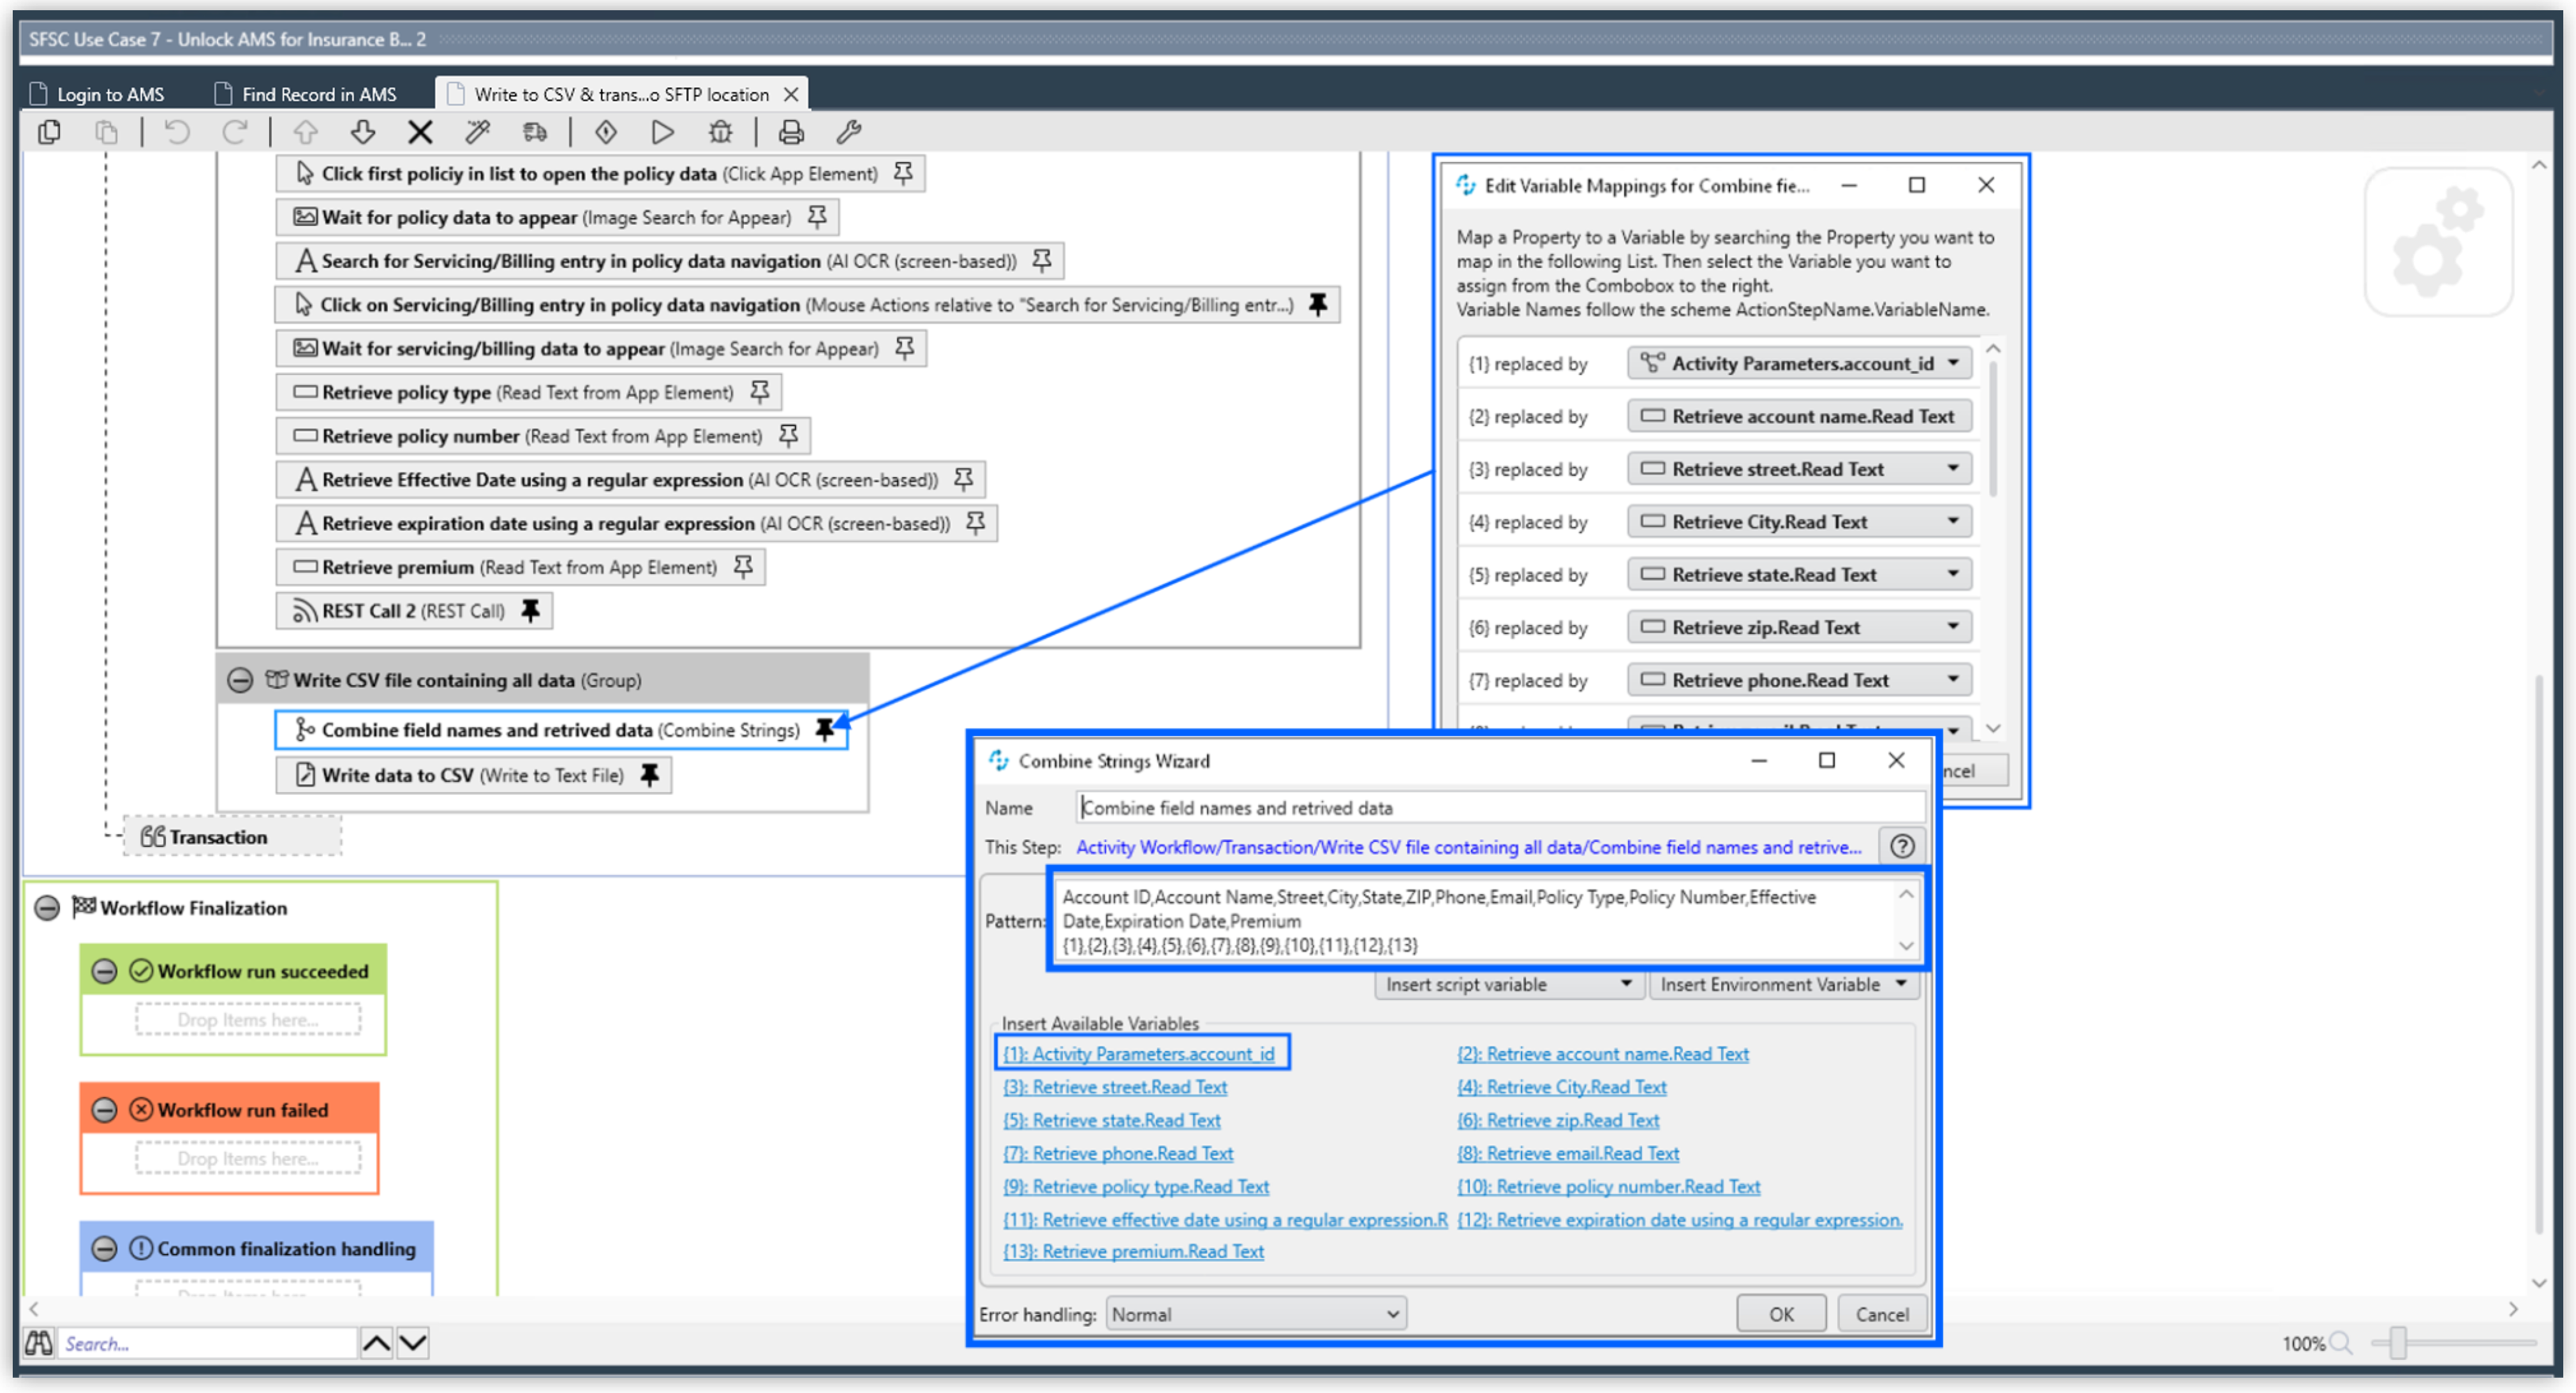 SFSC Use Case 7 - Unlock AMS for Insurance B... 2
Login to AMS
Find Record in AMS
Write to CSV & trans...o SFTP location
Click first policiy in list to open the policy data (Click App Element)
Wait for policy data to appear (Image Search for Appear)
Search for Servicing/Billing entry in policy data navigation (AI OCR (screen-based))
Click on Servicing/Billing entry in policy data navigation (Mouse Actions relative to "Search for Servicing/Billing entr...)
Wait for servicing/billing data to appear (Image Search for Appear)
Retrieve policy type (Read Text from App Element)
Retrieve policy number (Read Text from App Element)
Retrieve Effective Date using a regular expression (AI OCR (screen-based))
Retrieve expiration date using a regular expression (AI OCR (screen-based))
Retrieve premium (Read Text from App Element)
REST Call 2 (REST Call)
Write CSV file containing all data (Group)
Combine field names and retrived data (Combine Strings)
Write data to CSV (Write to Text File)
Transaction
Workflow Finalization
Workflow run succeeded
Drop Items here...
Workflow run failed
Drop Items here...
Common finalization handling
Search...
100%
Edit Variable Mappings for Combine fie...
Map a Property to a Variable by searching the Property you want to
map in the following List. Then select the Variable you want to
assign from the Combobox to the right.
Variable Names follow the scheme ActionStepName.VariableName.
{1} replaced by Activity Parameters.account_id
{2} replaced by Retrieve account name.Read Text
{3} replaced by Retrieve street.Read Text
{4} replaced by Retrieve City.Read Text
{5} replaced by Retrieve state.Read Text
{6} replaced by Retrieve zip.Read Text
{7} replaced by Retrieve phone.Read Text
ncel
Combine Strings Wizard
Name Combine field names and retrived data
This Step: Activity Workflow/Transaction/Write CSV file containing all data/Combine field names and retrieve...
Pattern:
Account ID,Account Name,Street,City,State,ZIP,Phone,Email,Policy Type,Policy Number,Effective
Date,Expiration Date,Premium
{1},{2},{3},{4},{5},{6},{7},{8},{9},{10},{11},{12},{13}
Insert script variable
Insert Environment Variable
Insert Available Variables
{1}: Activity Parameters.account_id
{2}: Retrieve account name.Read Text
{3}: Retrieve street.Read Text
{4}: Retrieve City.Read Text
{5}: Retrieve state.Read Text
{6}: Retrieve zip.Read Text
{7}: Retrieve phone.Read Text
{8}: Retrieve email.Read Text
{9}: Retrieve policy type.Read Text
{10}: Retrieve policy number.Read Text
{11}: Retrieve effective date using a regular expression.R
{12}: Retrieve expiration date using a regular expression.
{13}: Retrieve premium.Read Text
Error handling: Normal
OK
Cancel